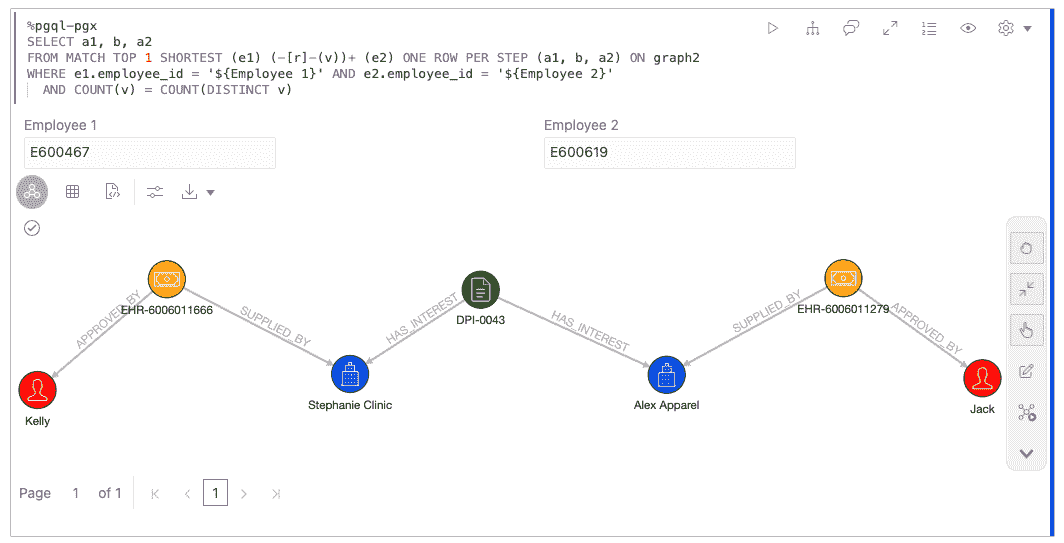 %pgql-pgx
SELECT a1, b, a2
FROM MATCH TOP 1 SHORTEST (e1) (-[r]-(v))+ (e2) ONE ROW PER STEP (a1, b, a2) ON graph2
WHERE e1.employee_id = '${Employee 1}' AND e2.employee_id = '${Employee 2}'
AND COUNT(v) = COUNT(DISTINCT v)
Employee 1
Employee 2
E600467
E600619
APPROVED_BY
EHR-6006011666
SUPPLIED_BY
HAS_INTEREST
DPI-0043
HAS_INTEREST
SUPPLIED_BY
EHR-6006011279
APPROVED_BY
Kelly
Stephanie Clinic
Alex Apparel
Jack
Page 1 of 1
1